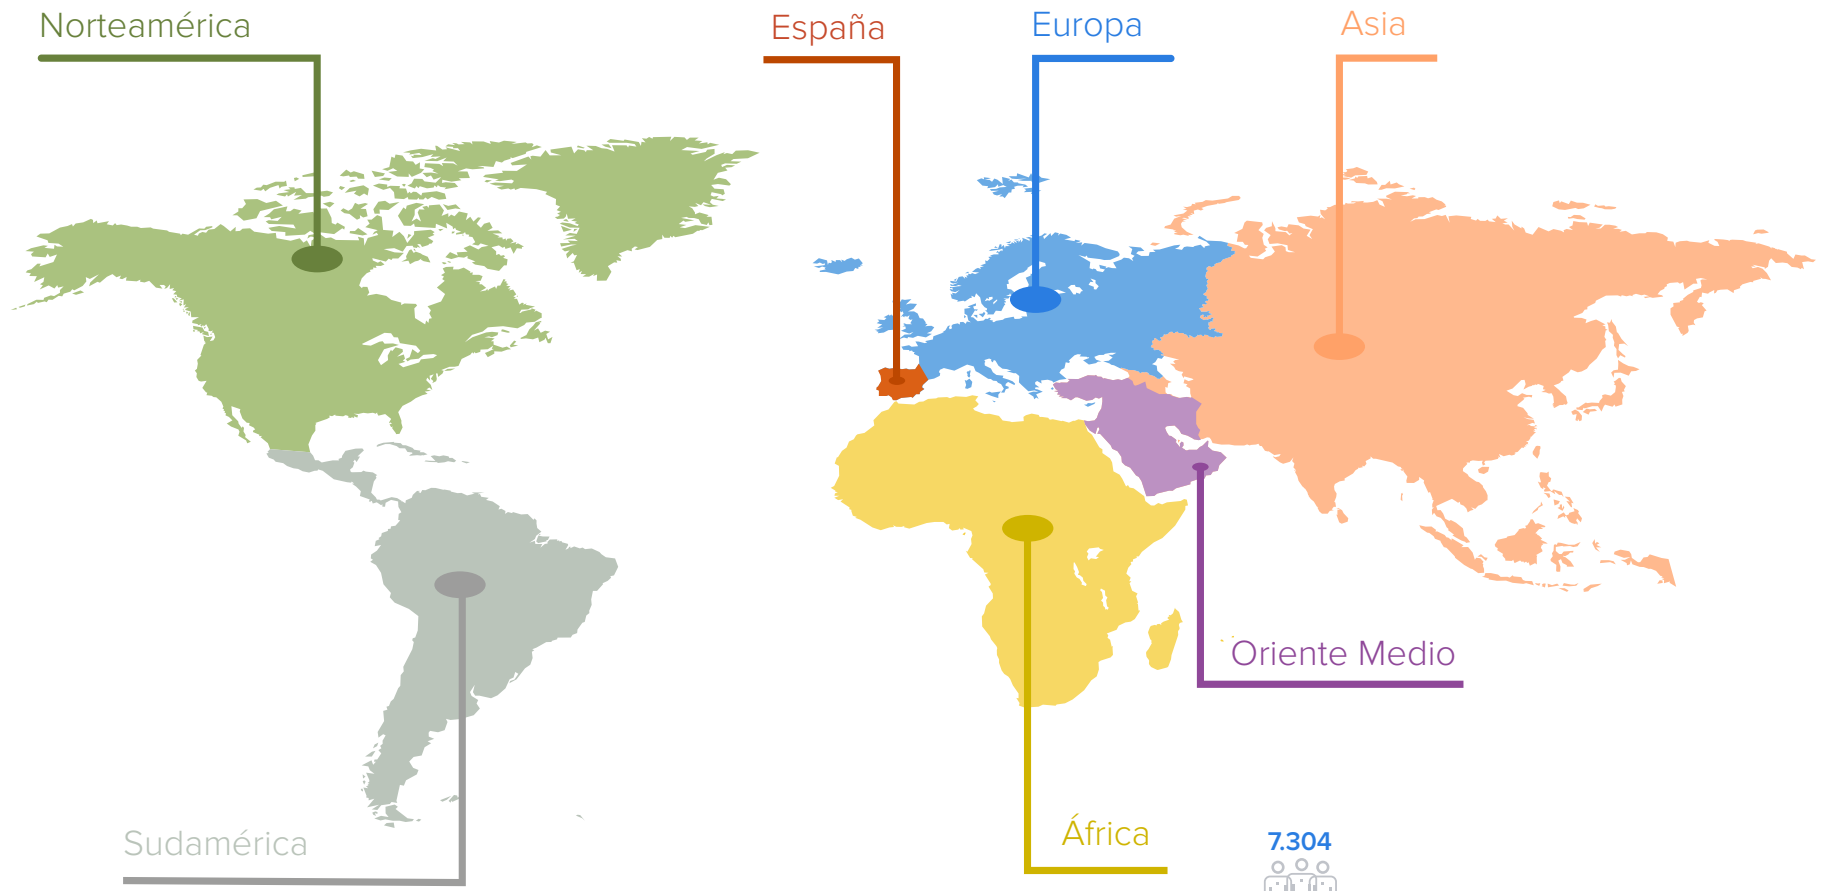 Norteamérica
España
Europa
Asia
Oriente Medio
África
Sudamérica
7.304